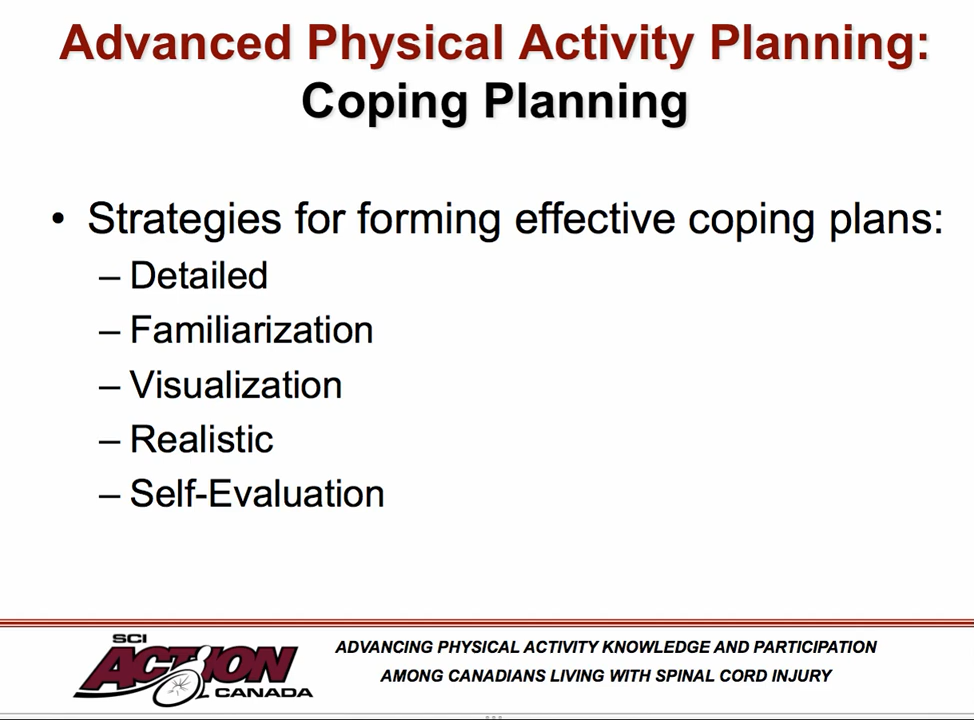 Advanced Physical Activity Planning:
Coping Planning
• Strategies for forming effective coping plans:
– Detailed
– Familiarization
– Visualization
– Realistic
– Self-Evaluation
SCI
ACTION
CANADA
ADVANCING PHYSICAL ACTIVITY KNOWLEDGE AND PARTICIPATION
AMONG CANADIANS LIVING WITH SPINAL CORD INJURY